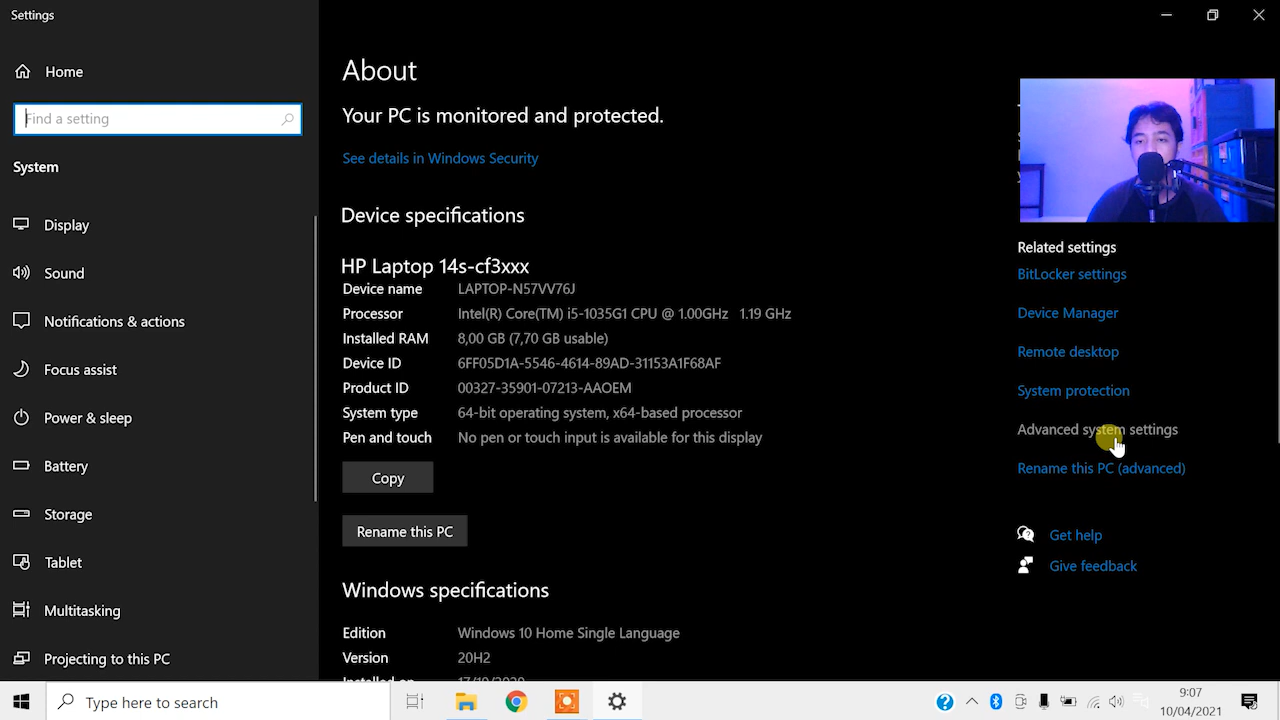 Settings
Home
Find a setting
System
Display
Sound
Notifications & actions
Focus assist
Power & sleep
Battery
Storage
Tablet
Multitasking
Projecting to this PC
About
Your PC is monitored and protected.
See details in Windows Security
Device specifications
HP Laptop 14s-cf3xxx
Device name LAPTOP-N57VV76J
Processor Intel(R) Core(TM) i5-1035G1 CPU @ 1.00GHz 1.19 GHz
Installed RAM 8,00 GB (7,70 GB usable)
Device ID 6FF05D1A-5546-4614-89AD-31153A1F68AF
Product ID 00327-35901-07213-AAOEM
System type 64-bit operating system, x64-based processor
Pen and touch No pen or touch input is available for this display
Copy
Rename this PC
Windows specifications
Edition Windows 10 Home Single Language
Version 20H2
Installed on 17/10/2020
Related settings
BitLocker settings
Device Manager
Remote desktop
System protection
Advanced system settings
Rename this PC (advanced)
Get help
Give feedback
Type here to search
9:07
10/04/2021